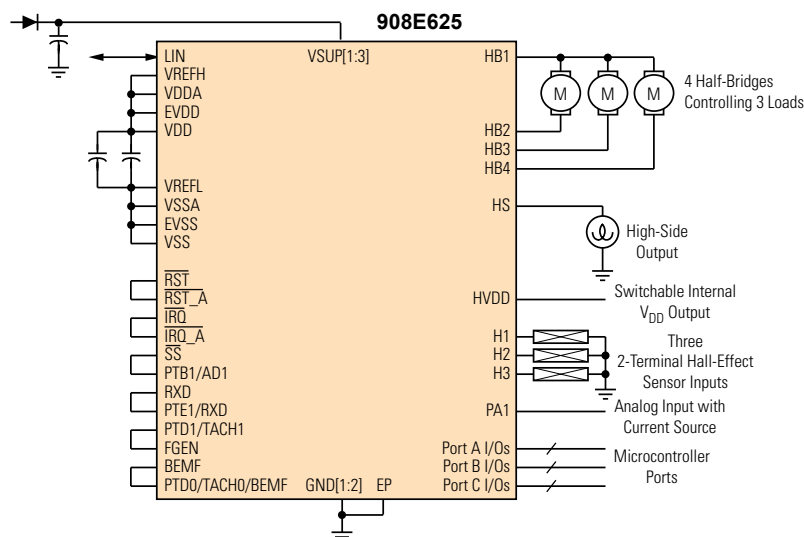 908E625
VSUP[1:3]
LIN
VREFH
VDDA
EVDD
VDD
VREFL
VSSA
EVSS
VSS
RST
RST_A
IRQ
IRQ_A
SS
PTB1/AD1
RXD
PTE1/RXD
PTD1/TACH1
FGEN
BEMF
PTD0/TACH0/BEMF
GND[1:2] EP
HB1
HB2
HB3
HB4
HS
HVDD
H1
H2
H3
PA1
Port A I/Os
Port B I/Os
Port C I/Os
M M M
4 Half-Bridges
Controlling 3 Loads
High-Side
Output
Switchable Internal
VDD Output
Three
2-Terminal Hall-Effect
Sensor Inputs
Analog Input with
Current Source
Microcontroller
Ports